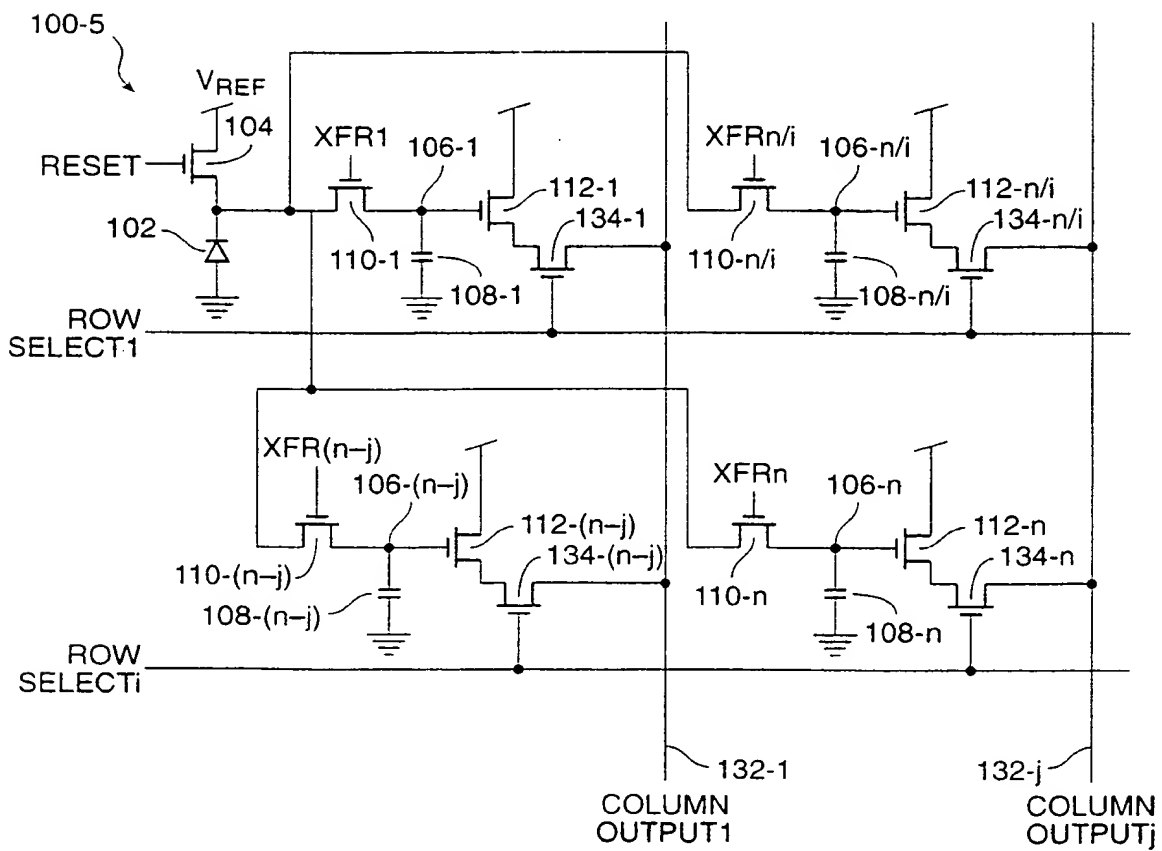 100-5
VREF
104
RESET
102
XFR1
106-1
112-1
134-1
110-1
108-1
XFRn/i
106-n/i
112-n/i
134-n/i
110-n/i
108-n/i
ROW
SELECT1
XFR(n–j)
106-(n–j)
112-(n–j)
134-(n–j)
110-(n–j)
108-(n–j)
XFRn
106-n
112-n
134-n
110-n
108-n
ROW
SELECTi
132-1
132-j
COLUMN
OUTPUT1
COLUMN
OUTPUTj